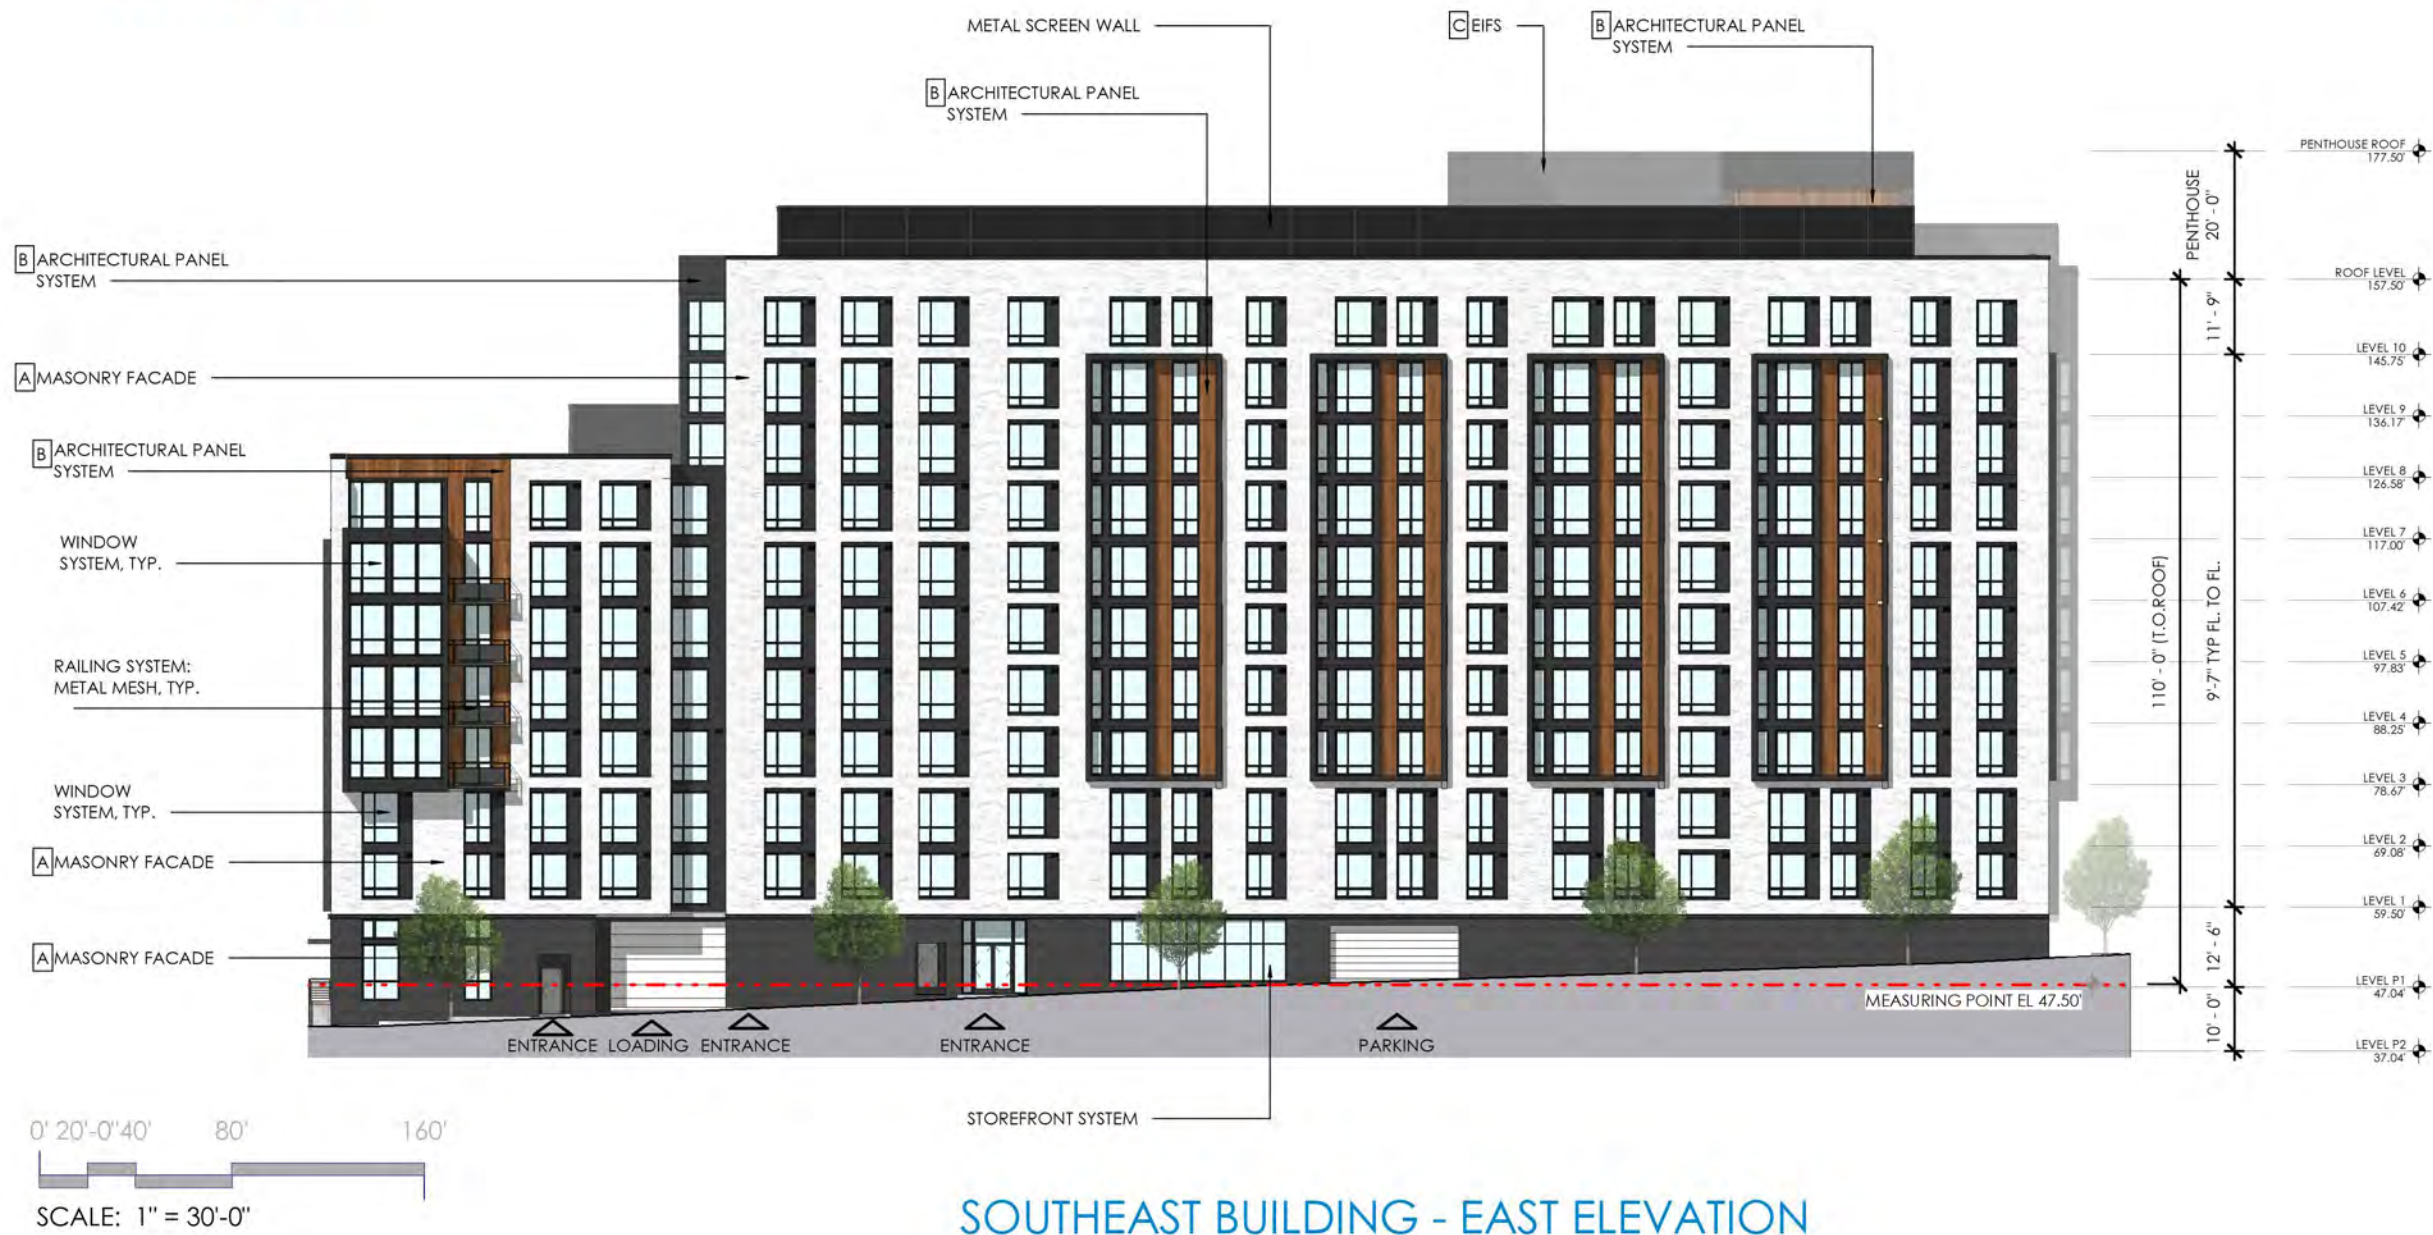 METAL SCREEN WALL
C EIFS
B ARCHITECTURAL PANEL
SYSTEM
B ARCHITECTURAL PANEL
SYSTEM
B ARCHITECTURAL PANEL
SYSTEM
A MASONRY FACADE
B ARCHITECTURAL PANEL
SYSTEM
WINDOW
SYSTEM, TYP.
RAILING SYSTEM:
METAL MESH, TYP.
WINDOW
SYSTEM, TYP.
A MASONRY FACADE
A MASONRY FACADE
PENTHOUSE
20' - 0"
11' - 9"
110' - 0" (T.O.ROOF)
9'-7" TYP FL. TO FL.
12' - 6"
10' - 0"
PENTHOUSE ROOF
177.50'
ROOF LEVEL
157.50'
LEVEL 10
145.75'
LEVEL 9
136.17'
LEVEL 8
126.58'
LEVEL 7
117.00'
LEVEL 6
107.42'
LEVEL 5
97.83'
LEVEL 4
88.25'
LEVEL 3
78.67'
LEVEL 2
69.08'
LEVEL 1
59.50'
LEVEL P1
47.04'
LEVEL P2
37.04'
MEASURING POINT EL 47.50'
ENTRANCE LOADING ENTRANCE ENTRANCE PARKING
STOREFRONT SYSTEM
0' 20'-0"40' 80' 160'
SCALE: 1" = 30'-0"
SOUTHEAST BUILDING - EAST ELEVATION